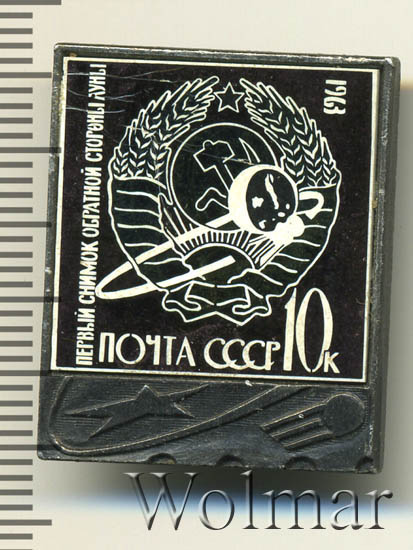 ПЕРВЫЙ СНИМОК ОБРАТНОЙ СТОРОНЫ ЛУНЫ
1963
ПОЧТА СССР 10к
Wolmar